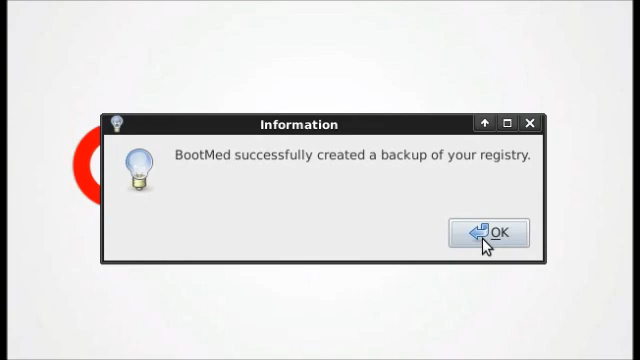 Information
BootMed successfully created a backup of your registry.
OK